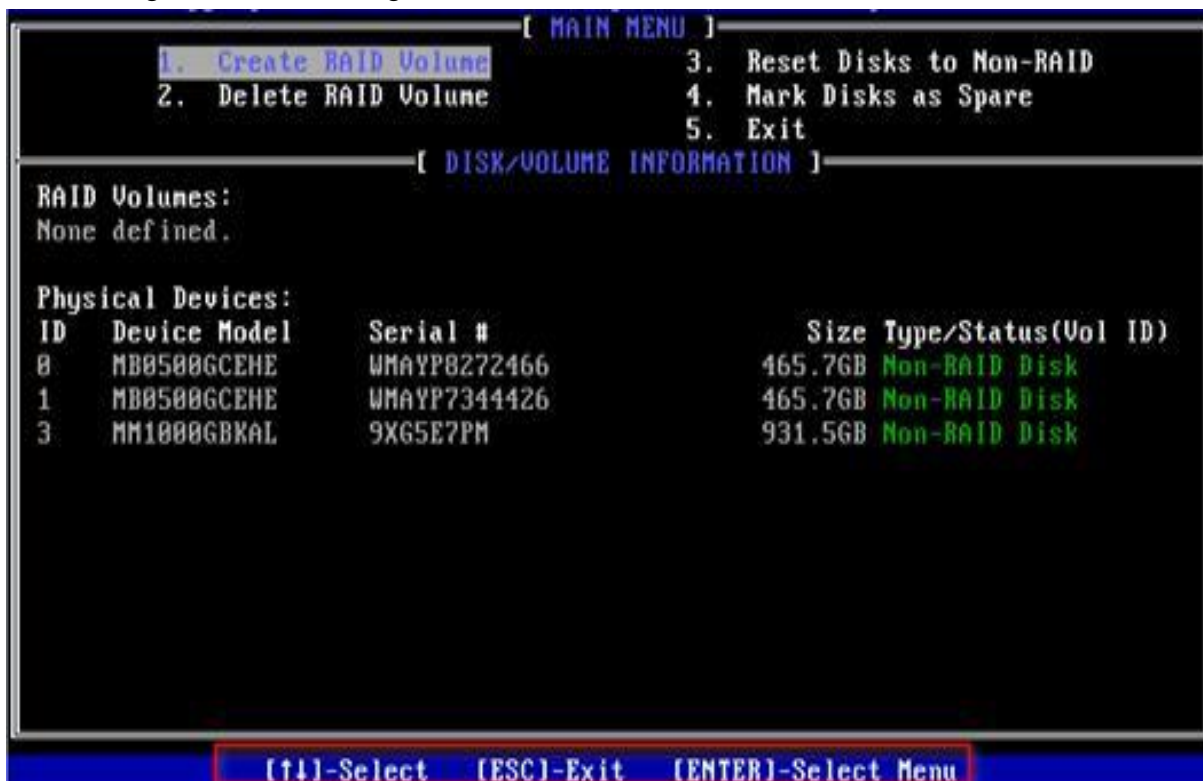 [ MAIN MENU ]
1. Create RAID Volume 3. Reset Disks to Non-RAID
2. Delete RAID Volume 4. Mark Disks as Spare
5. Exit
[ DISK/VOLUME INFORMATION ]
RAID Volumes:
None defined.
Physical Devices:
ID Device Model Serial # Size Type/Status(Vol ID)
0 MB0500GCEHE WMAYP8272466 465.7GB Non-RAID Disk
1 MB0500GCEHE WMAYP7344426 465.7GB Non-RAID Disk
3 MM1000GBKAL 9XG5E7PM 931.5GB Non-RAID Disk
[↑↓]-Select [ESC]-Exit [ENTER]-Select Menu